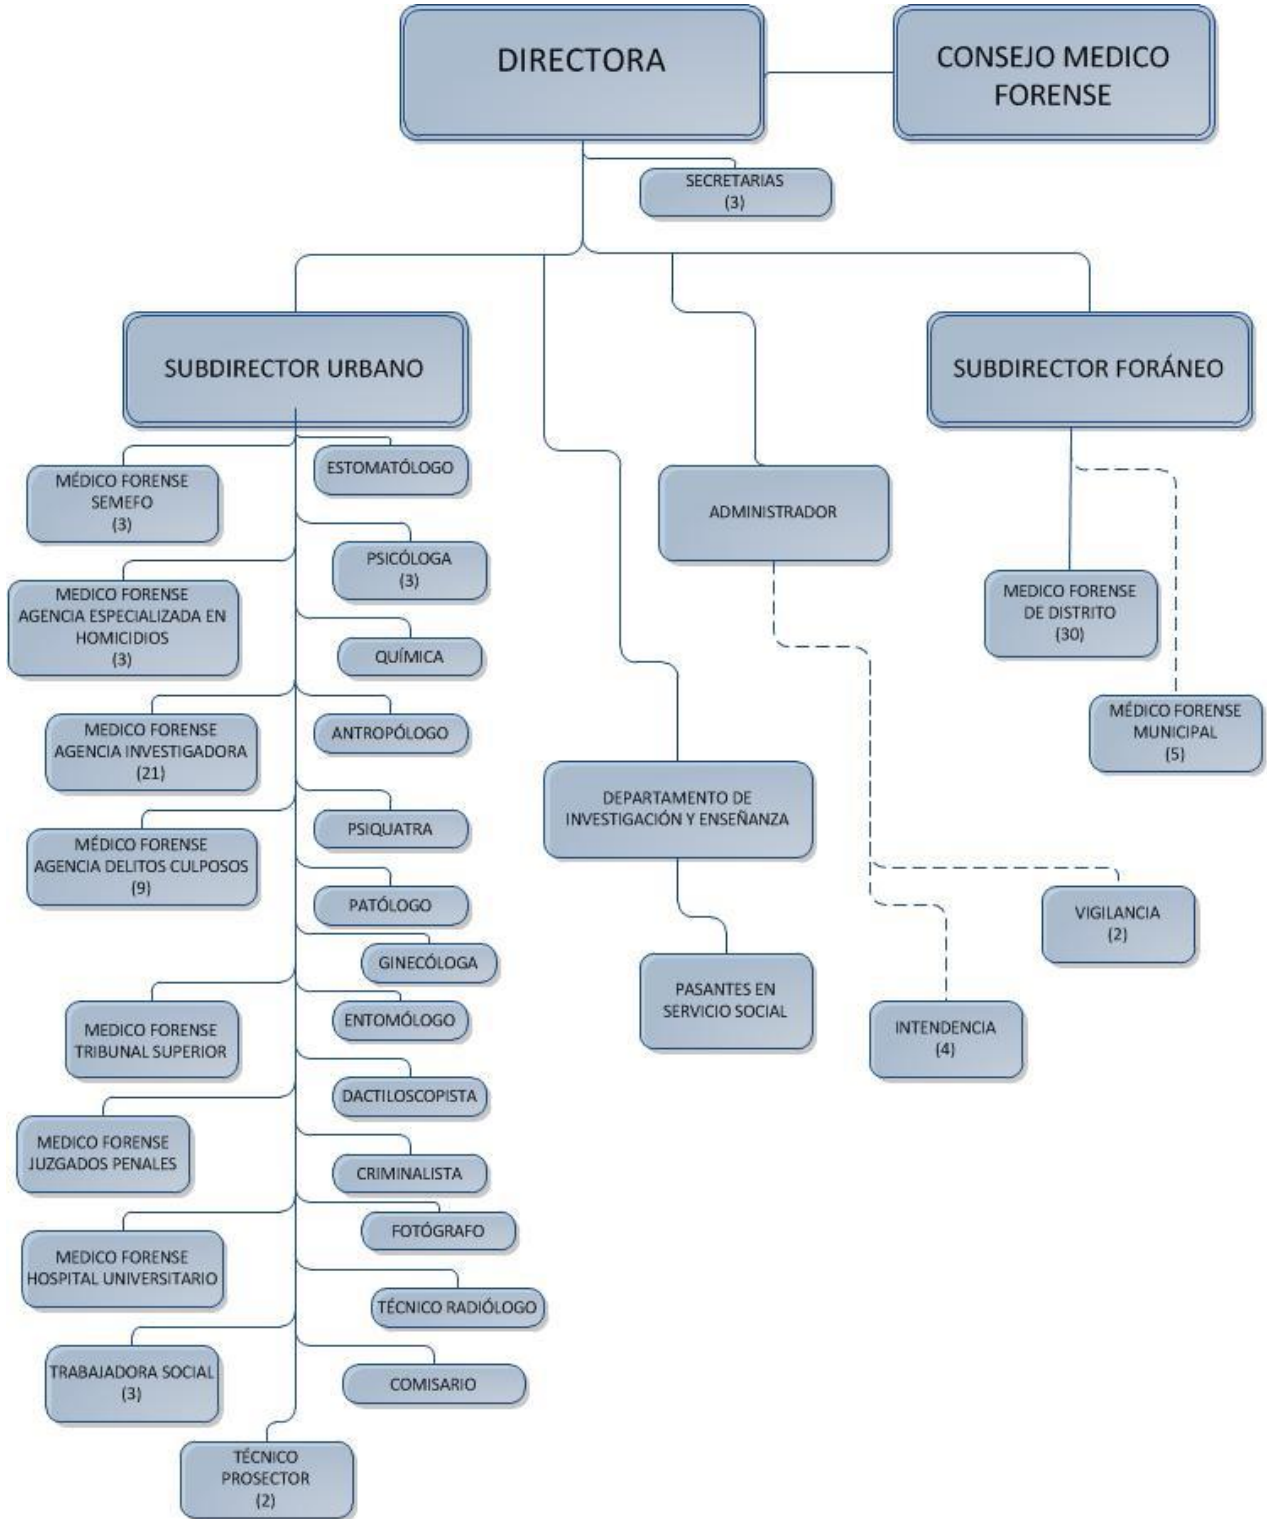 DIRECTORA
CONSEJO MEDICO
FORENSE
SECRETARIAS
(3)
SUBDIRECTOR URBANO
SUBDIRECTOR FORÁNEO
MÉDICO FORENSE
SEMEFO
(3)
ESTOMATÓLOGO
PSICÓLOGA
(3)
MEDICO FORENSE
AGENCIA ESPECIALIZADA EN
HOMICIDIOS
(3)
QUÍMICA
MEDICO FORENSE
AGENCIA INVESTIGADORA
(21)
ANTROPÓLOGO
MÉDICO FORENSE
AGENCIA DELITOS CULPOSOS
(9)
PSIQUATRA
PATÓLOGO
GINECÓLOGA
MEDICO FORENSE
TRIBUNAL SUPERIOR
ENTOMÓLOGO
DACTILOSCOPISTA
MEDICO FORENSE
JUZGADOS PENALES
CRIMINALISTA
FOTÓGRAFO
MEDICO FORENSE
HOSPITAL UNIVERSITARIO
TÉCNICO RADIÓLOGO
TRABAJADORA SOCIAL
(3)
COMISARIO
TÉCNICO
PROSECTOR
(2)
DEPARTAMENTO DE
INVESTIGACIÓN Y ENSEÑANZA
PASANTES EN
SERVICIO SOCIAL
ADMINISTRADOR
VIGILANCIA
(2)
INTENDENCIA
(4)
MEDICO FORENSE
DE DISTRITO
(30)
MÉDICO FORENSE
MUNICIPAL
(5)